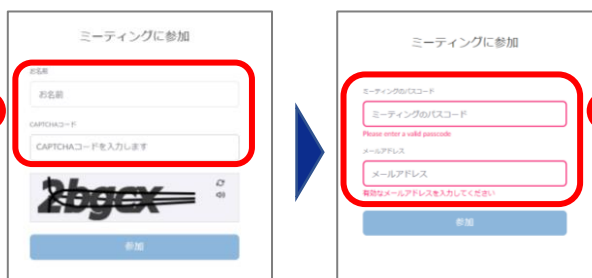 ミーティングに参加
お名前
お名前
CAPTCHAコード
CAPTCHAコードを入力します
2bgcx
参加
ミーティングに参加
ミーティングのパスコード
ミーティングのパスコード
Please enter a valid passcode
メールアドレス
メールアドレス
有効なメールアドレスを入力してください
参加